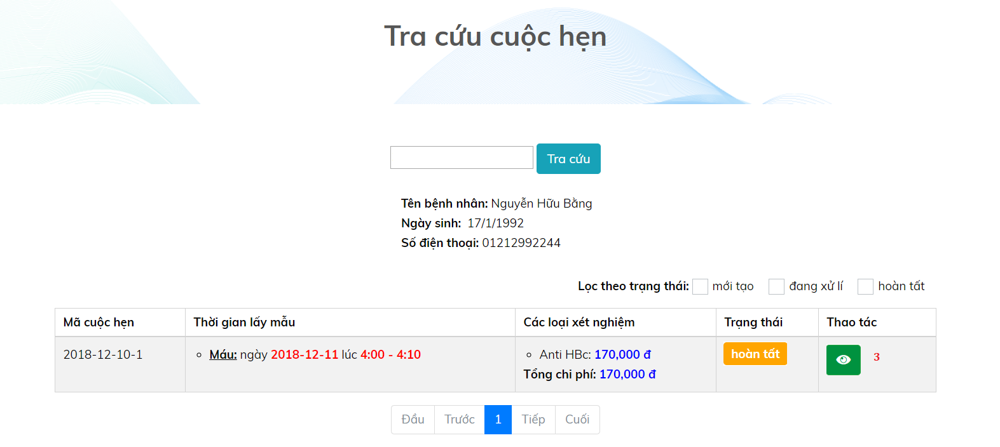 Tra cứu cuộc hẹn
Tra cứu
Tên bệnh nhân: Nguyễn Hữu Bằng
Ngày sinh: 17/1/1992
Số điện thoại: 01212992244
Lọc theo trạng thái: mới tạo đang xử lí hoàn tất
Mã cuộc hẹn Thời gian lấy mẫu Các loại xét nghiệm Trạng thái Thao tác
2018-12-10-1 Máu: ngày 2018-12-11 lúc 4:00 - 4:10 Anti HBc: 170,000 đ hoàn tất 3
Tổng chi phí: 170,000 đ
Đầu Trước 1 Tiếp Cuối